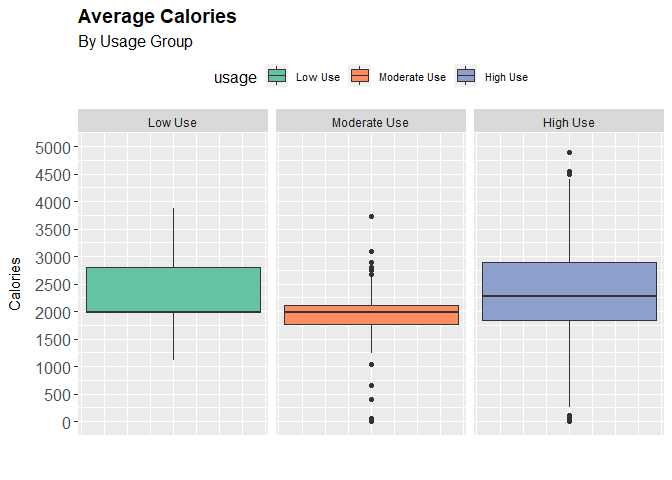 Average Calories
By Usage Group
usage Low Use Moderate Use High Use
Low Use Moderate Use High Use
Calories
5000
4500
4000
3500
3000
2500
2000
1500
1000
500
0